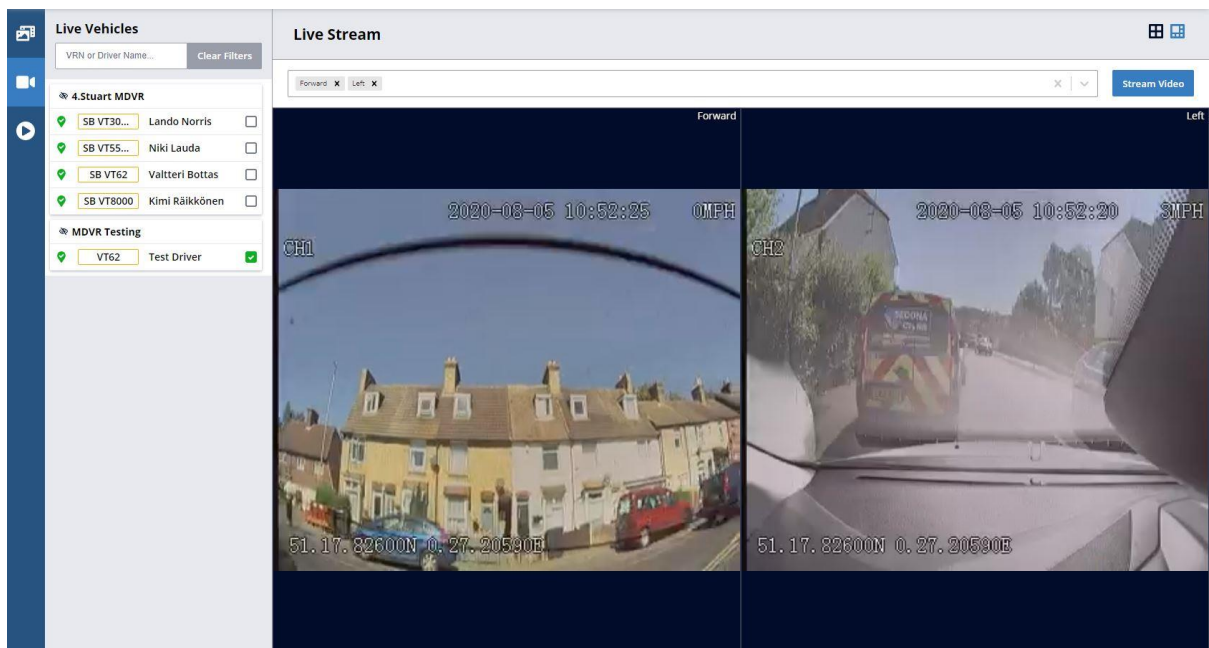 Live Vehicles
VRN or Driver Name...
Clear Filters
4.Stuart MDVR
SB VT30... Lando Norris
SB VT55... Niki Lauda
SB VT62 Valtteri Bottas
SB VT8000 Kimi Räikkönen
MDVR Testing
VT62 Test Driver
Live Stream
Forward x Left x
Stream Video
Forward
2020-08-05 10:52:25 0MPH
CH1
51.17.82600N 0.27.20590E
Left
2020-08-05 10:52:20 3MPH
CH2
SEDONA
51.17.82600N 0.27.20590E